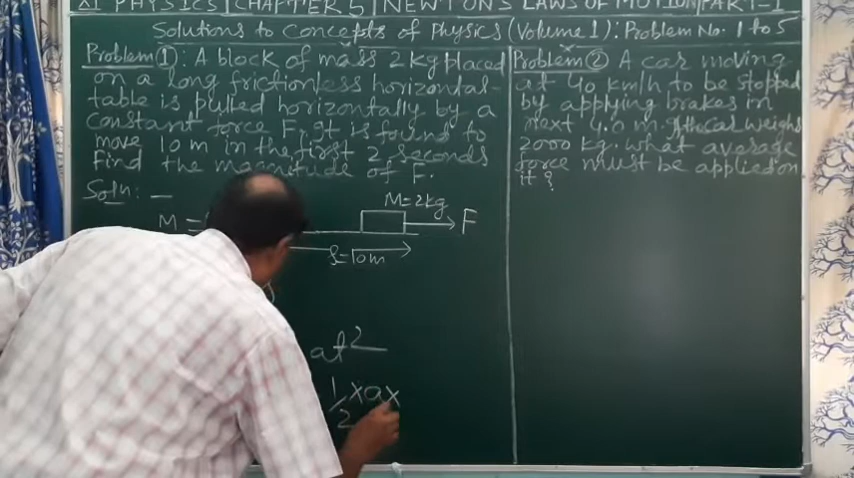 XI PHYSICS | CHAPTER 5 | NEWTON'S LAWS OF MOTION/PART-1
Solutions to Concepts of Physics (Volume 1): Problem No. 1 to 5
Problem ①: A block of mass 2 kg placed
on a long frictionless horizontal
table is pulled horizontally by a
constant force F. It is found to
move 10 m in the first 2 seconds
find the magnitude of F.
Soln: —
M =
M=2kg
F
S=10m
at2
1/2 x a x
Problem ② A car moving
at 40 km/h to be stopped
by applying brakes in
next 4.0 m. If the car weighs
2000 kg. what average
force must be applied on
it ?